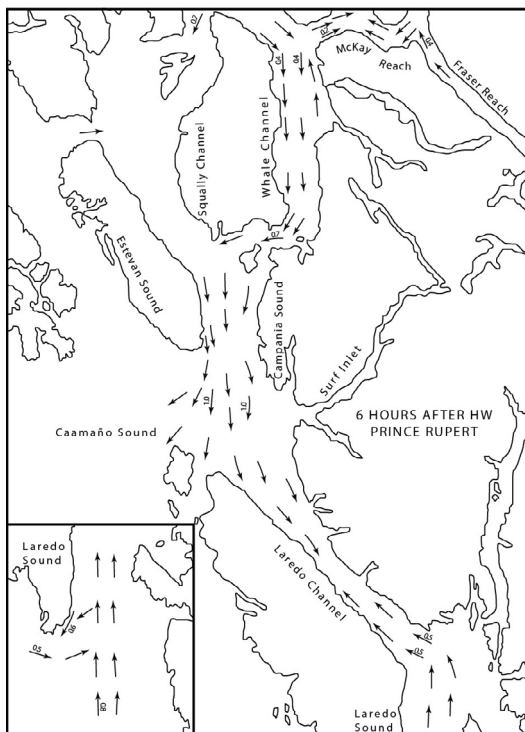 0.2
0.4
0.4
0.2
McKay
Reach
0.4
Fraser Reach
Squally Channel
Whale Channel
0.7
Estevan Sound
Campania Sound
Surf Inlet
1.0
1.0
6 HOURS AFTER HW
PRINCE RUPERT
Caamaño Sound
Laredo Channel
0.5
0.5
Laredo
Sound
Laredo
Sound
0.6
0.5
0.8